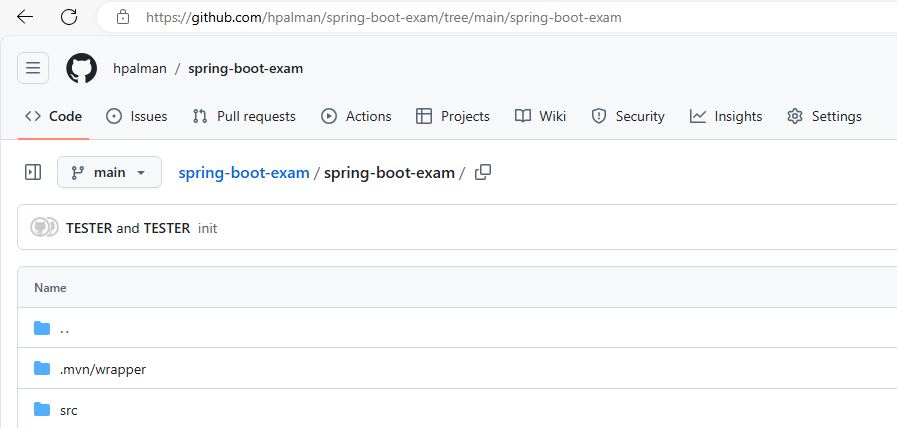 https://github.com/hpalman/spring-boot-exam/tree/main/spring-boot-exam
hpalman / spring-boot-exam
Code Issues Pull requests Actions Projects Wiki Security Insights Settings
main spring-boot-exam / spring-boot-exam /
TESTER and TESTER init
Name
..
.mvn/wrapper
src